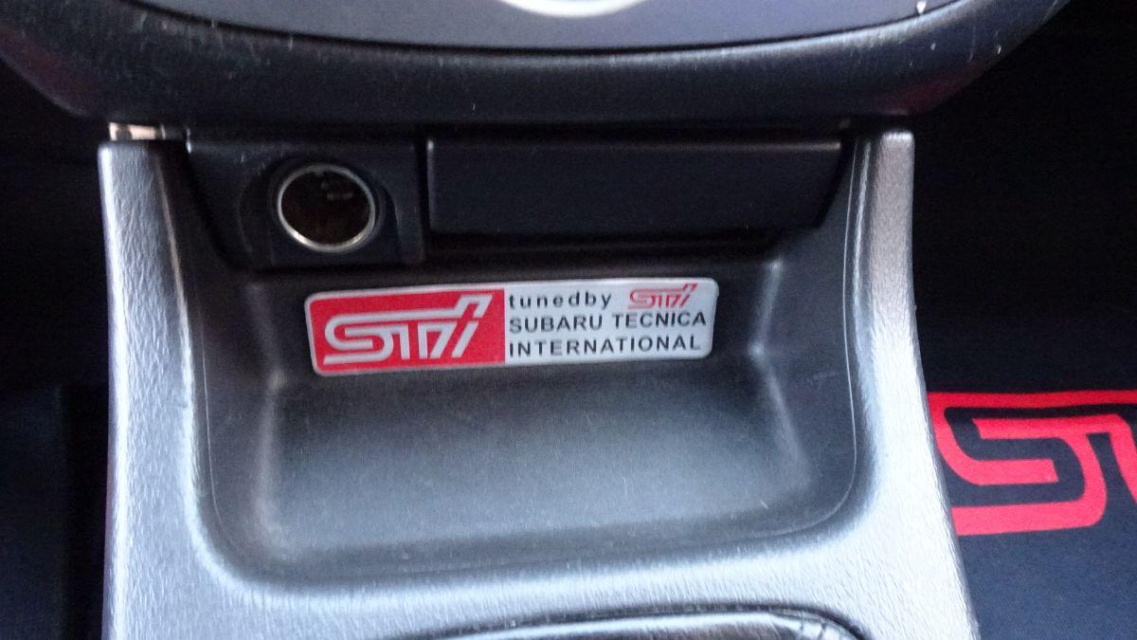 STi
tunedby STi
SUBARU TECNICA
INTERNATIONAL
STi